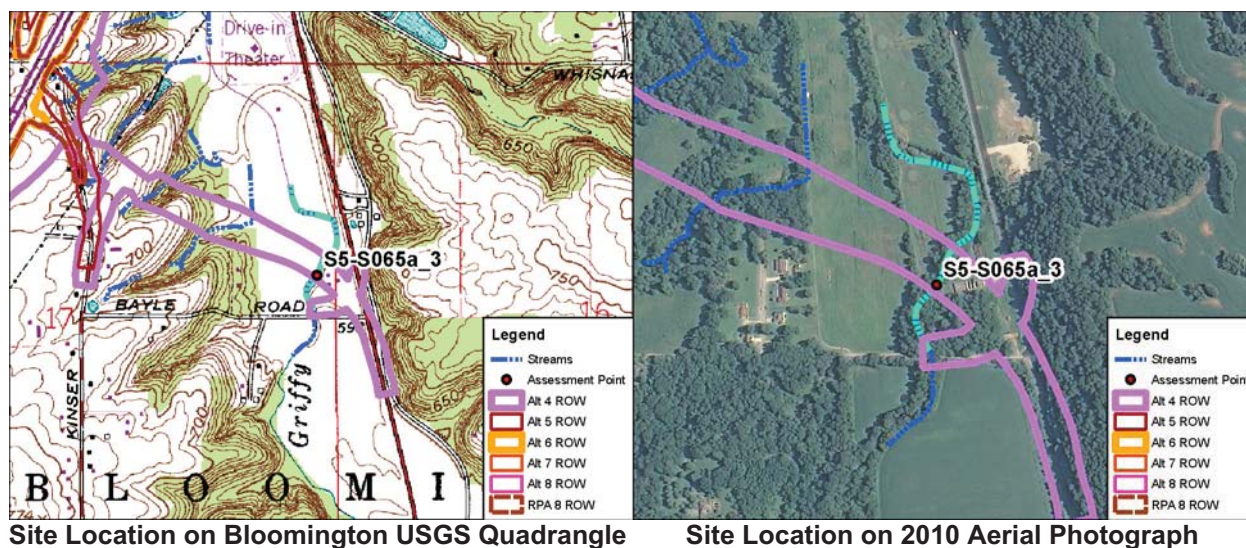 Drive-in
Theater
WHISNA
650
700
S5-S065a_3
700
750
BAYLE ROAD
17
16
59
KINSER
700
650
Griffy
BLOOMI
Legend
Streams
Assessment Point
Alt 4 ROW
Alt 5 ROW
Alt 6 ROW
Alt 7 ROW
Alt 8 ROW
RPA 8 ROW
S5-S065a_3
Legend
Streams
Assessment Point
Alt 4 ROW
Alt 5 ROW
Alt 6 ROW
Alt 7 ROW
Alt 8 ROW
RPA 8 ROW
Site Location on Bloomington USGS Quadrangle
Site Location on 2010 Aerial Photograph